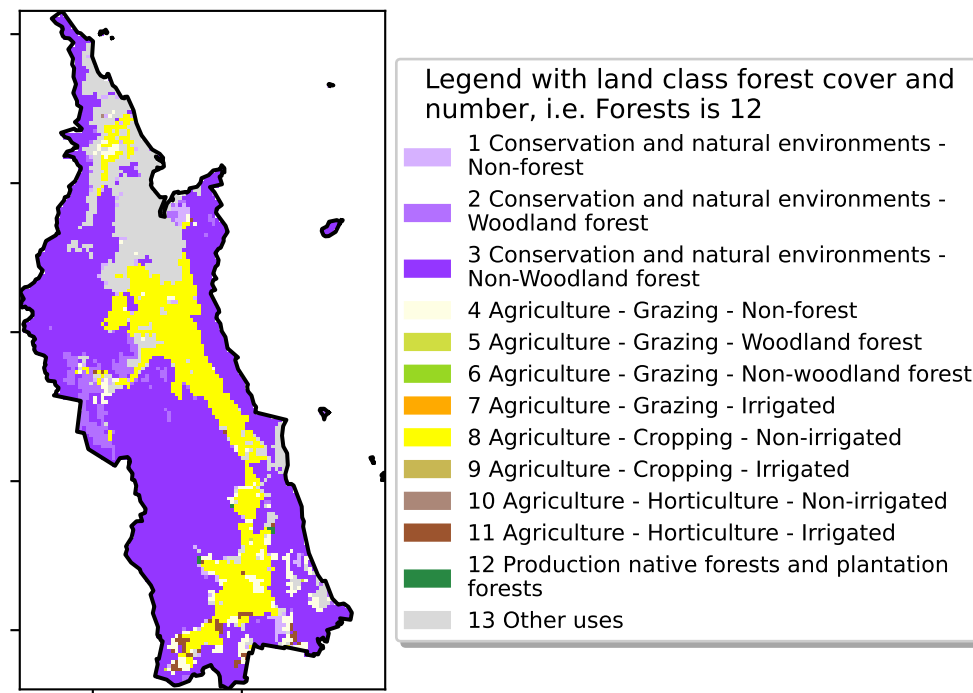 Legend with land class forest cover and
number, i.e. Forests is 12
1 Conservation and natural environments -
Non-forest
2 Conservation and natural environments -
Woodland forest
3 Conservation and natural environments -
Non-Woodland forest
4 Agriculture - Grazing - Non-forest
5 Agriculture - Grazing - Woodland forest
6 Agriculture - Grazing - Non-woodland forest
7 Agriculture - Grazing - Irrigated
8 Agriculture - Cropping - Non-irrigated
9 Agriculture - Cropping - Irrigated
10 Agriculture - Horticulture - Non-irrigated
11 Agriculture - Horticulture - Irrigated
12 Production native forests and plantation
forests
13 Other uses